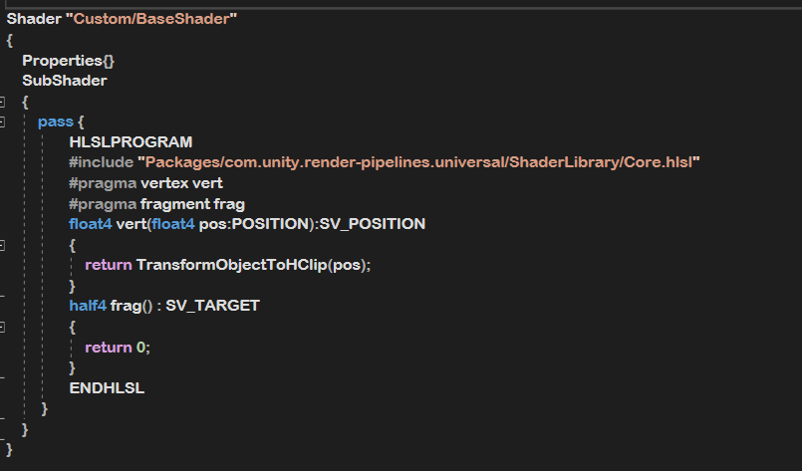 Shader "Custom/BaseShader"
{
Properties{}
SubShader
{
pass {
HLSLPROGRAM
#include "Packages/com.unity.render-pipelines.universal/ShaderLibrary/Core.hlsl"
#pragma vertex vert
#pragma fragment frag
float4 vert(float4 pos:POSITION):SV_POSITION
{
return TransformObjectToHClip(pos);
}
half4 frag() : SV_TARGET
{
return 0;
}
ENDHLSL
}
}
}